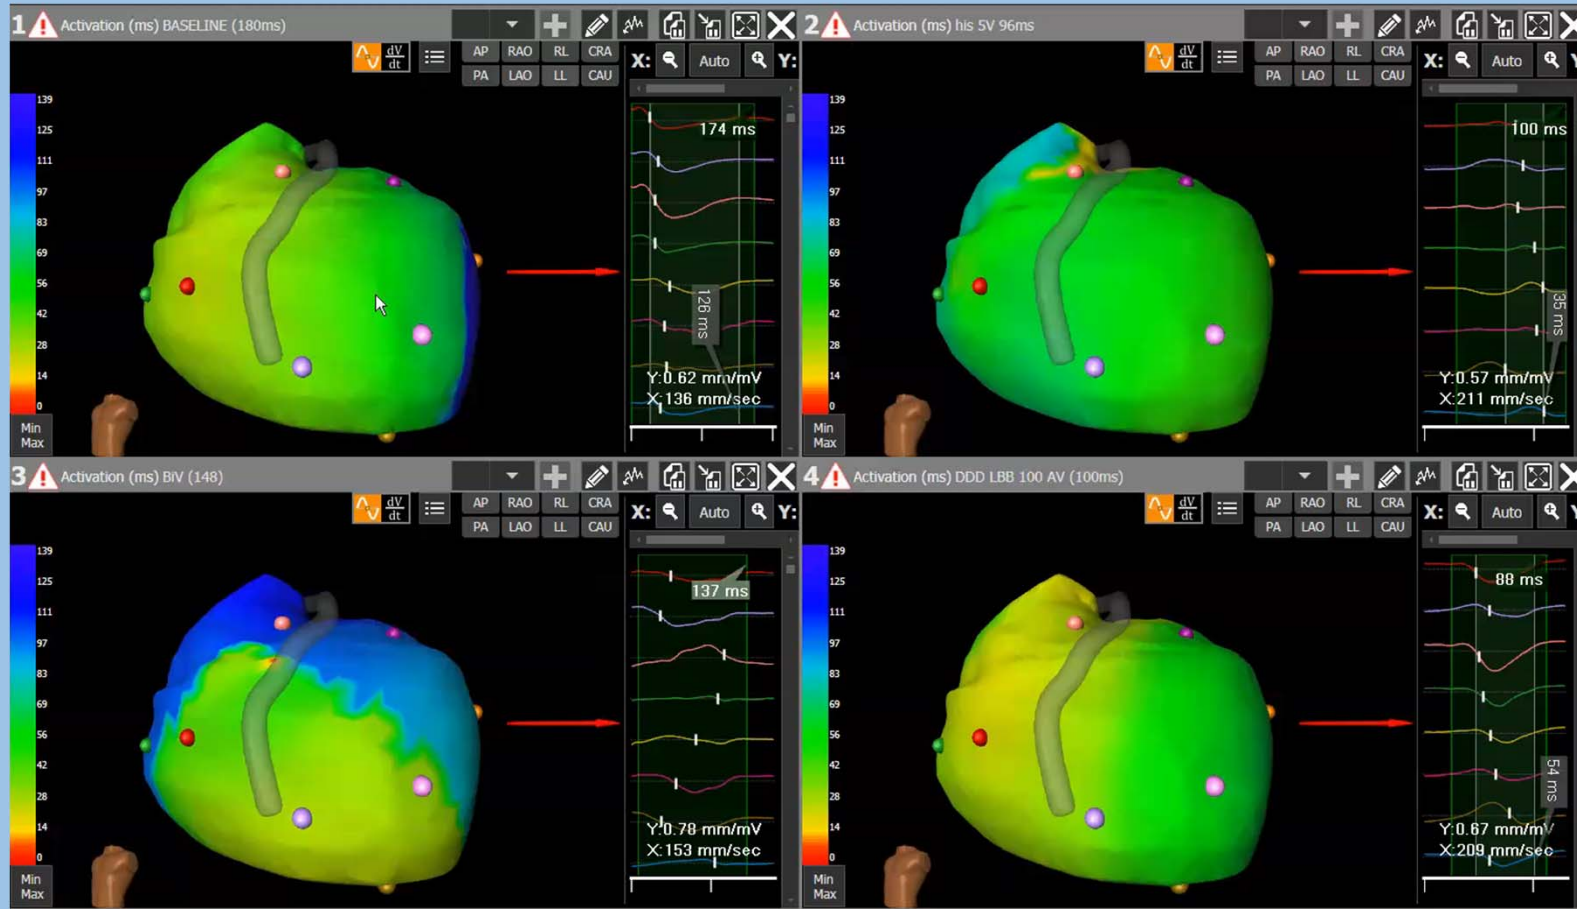 1 Activation (ms) BASELINE (180ms)
dV
dt
AP RAO RL CRA
PA LAO LL CAU
X: Auto Y:
139
125
111
97
83
69
56
42
28
14
0
Min
Max
174 ms
126 ms
Y:0.62 mm/mV
X:136 mm/sec
2 Activation (ms) his 5V 96ms
dV
dt
AP RAO RL CRA
PA LAO LL CAU
X: Auto
139
125
111
97
83
69
56
42
28
14
0
Min
Max
100 ms
35 ms
Y:0.57 mm/mV
X:211 mm/sec
3 Activation (ms) BiV (148)
dV
dt
AP RAO RL CRA
PA LAO LL CAU
X: Auto Y:
139
125
111
97
83
69
56
42
28
14
0
Min
Max
137 ms
Y:0.78 mm/mV
X:153 mm/sec
4 Activation (ms) DDD LBB 100 AV (100ms)
dV
dt
AP RAO RL CRA
PA LAO LL CAU
X: Auto
139
125
111
97
83
69
56
42
28
14
0
Min
Max
88 ms
54 ms
Y:0.67 mm/mV
X:209 mm/sec